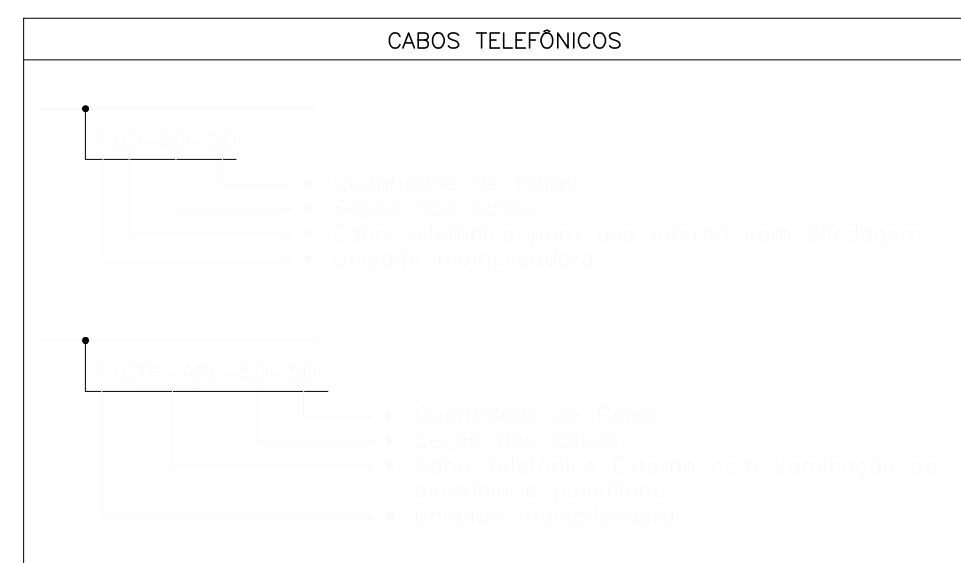 CABOS TELEFÔNICOS
1xCI-50-50
Quantidade de Pares
Seção dos Cabos
Cabo Telefônico para uso Interno com blindagem
Unidade multiplicadora
1xCTP-APL-50-50
Quantidade de Pares
Seção dos Cabos
Cabo Telefônico Externo com Laminação de
alumínio e polietileno
Unidade multiplicadora